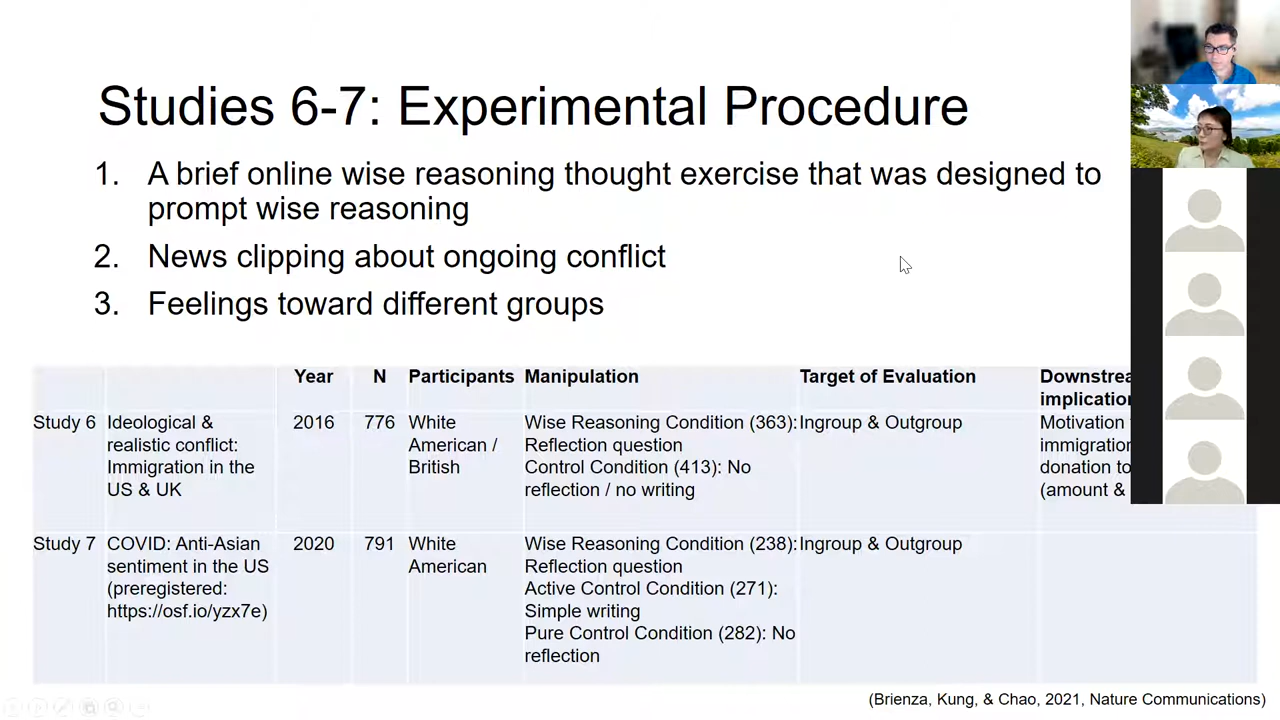 Studies 6-7: Experimental Procedure
1. A brief online wise reasoning thought exercise that was designed to
prompt wise reasoning
2. News clipping about ongoing conflict
3. Feelings toward different groups
Year N Participants Manipulation Target of Evaluation
Study 6 Ideological &
realistic conflict:
Immigration in the
US & UK
2016 776 White
American /
British
Wise Reasoning Condition (363):
Reflection question
Control Condition (413): No
reflection / no writing
Ingroup & Outgroup
Motivation
immigration
donation to
(amount &
Study 7 COVID: Anti-Asian
sentiment in the US
(preregistered:
https://osf.io/yzx7e)
2020 791 White
American
Wise Reasoning Condition (238):
Reflection question
Active Control Condition (271):
Simple writing
Pure Control Condition (282): No
reflection
Ingroup & Outgroup
(Brienza, Kung, & Chao, 2021, Nature Communications)